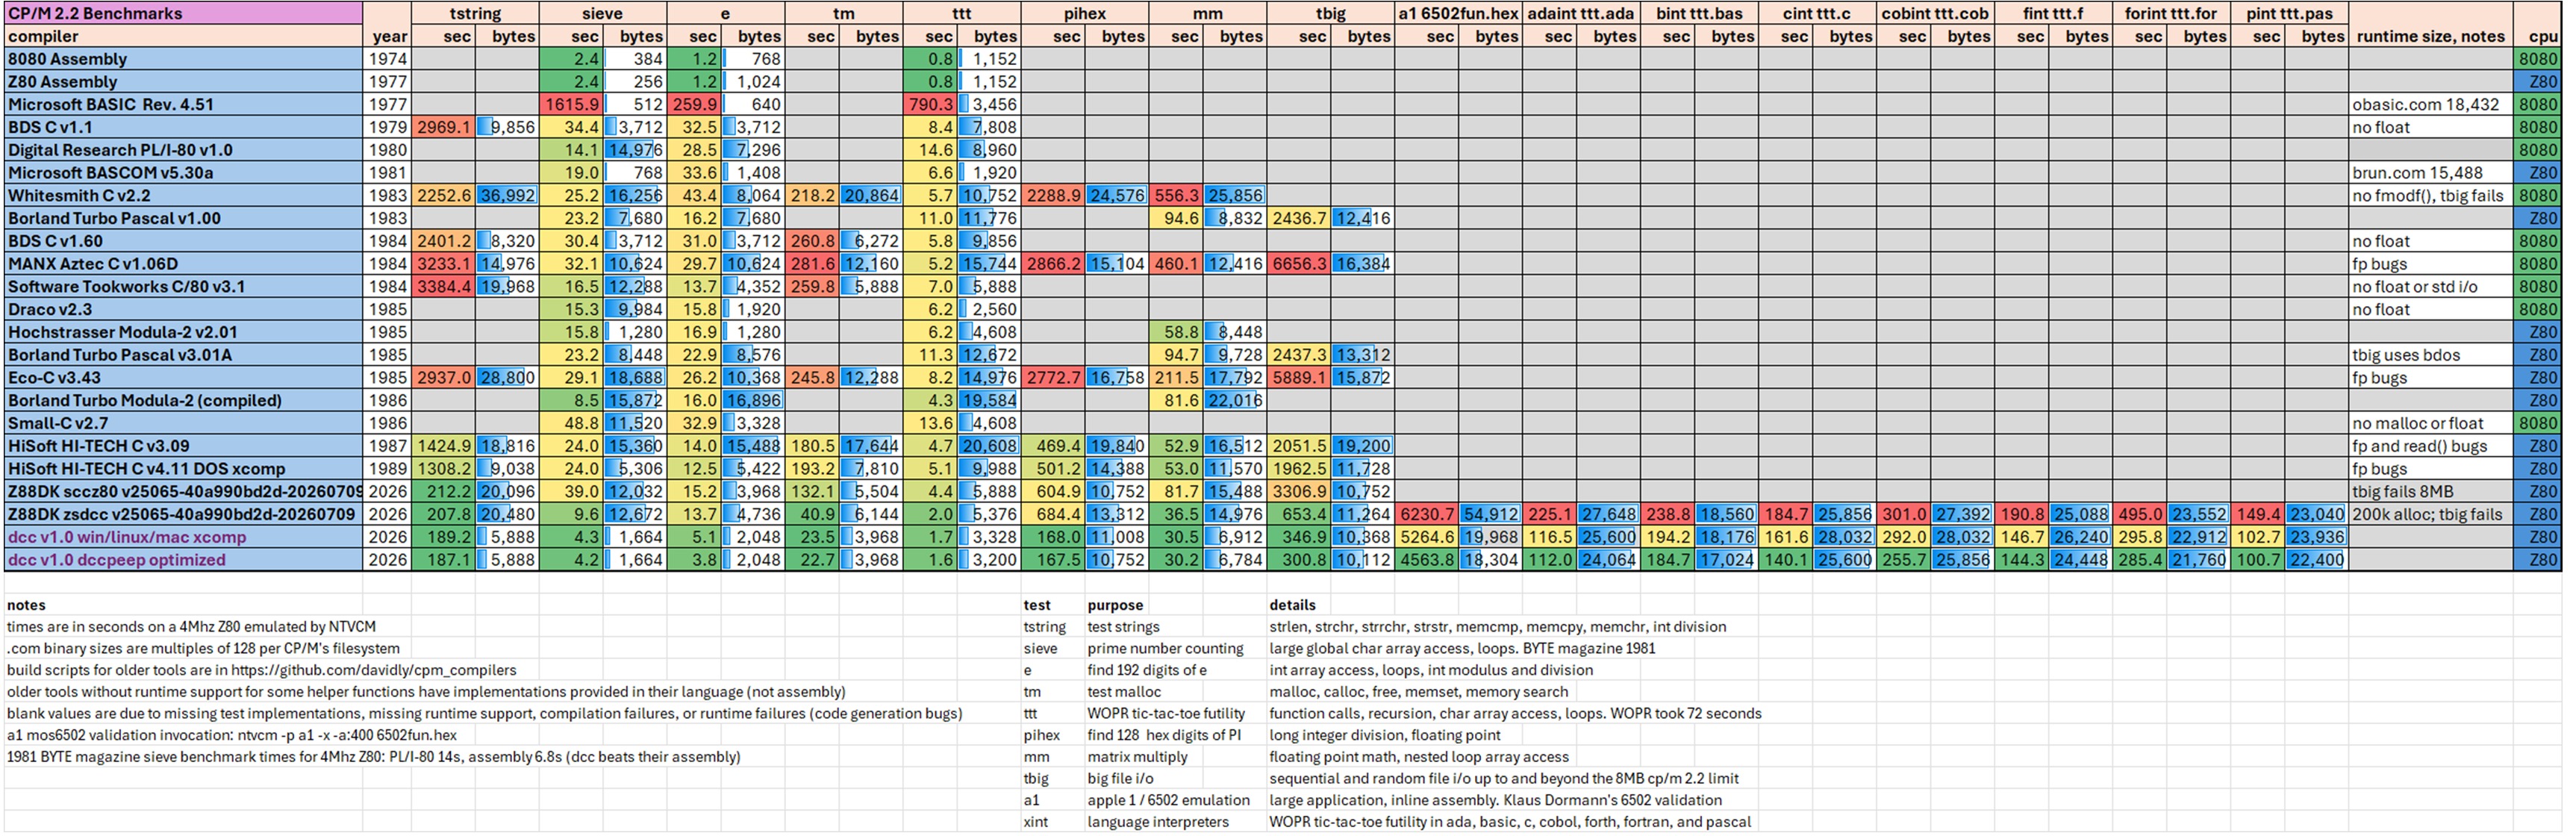 CP/M 2.2 Benchmarks tstring sieve e tm ttt pihex mm tbig a1 6502fun.hex adaint ttt.ada bint ttt.bas cint ttt.c cobint ttt.cob fint ttt.f forint ttt.for pint ttt.pas
compiler year sec bytes sec bytes sec bytes sec bytes sec bytes sec bytes sec bytes sec bytes sec bytes sec bytes sec bytes sec bytes sec bytes sec bytes sec bytes sec bytes runtime size, notes cpu
8080 Assembly 1974 2.4 384 1.2 768 0.8 1,152 8080
Z80 Assembly 1977 2.4 256 1.2 1,024 0.8 1,152 Z80
Microsoft BASIC Rev. 4.51 1977 1615.9 512 259.9 640 790.3 3,456 obasic.com 18,432 8080
BDS C v1.1 1979 2969.1 9,856 34.4 3,712 32.5 3,712 8.4 7,808 no float 8080
Digital Research PL/I-80 v1.0 1980 14.1 14,976 28.5 7,296 14.6 8,960 8080
Microsoft BASCOM v5.30a 1981 19.0 768 33.6 1,408 6.6 1,920 brun.com 15,488 Z80
Whitesmith C v2.2 1983 2252.6 36,992 25.2 16,256 43.4 8,064 218.2 20,864 5.7 10,752 2288.9 24,576 556.3 25,856 no fmodf(), tbig fails 8080
Borland Turbo Pascal v1.00 1983 23.2 7,680 16.2 7,680 11.0 11,776 94.6 8,832 2436.7 12,416 Z80
BDS C v1.60 1984 2401.2 8,320 30.4 3,712 31.0 3,712 260.8 6,272 5.8 9,856 no float 8080
MANX Aztec C v1.06D 1984 3233.1 14,976 32.1 10,624 29.7 10,624 281.6 12,160 5.2 15,744 2866.2 15,104 460.1 12,416 6656.3 16,384 fp bugs 8080
Software Tookworks C/80 v3.1 1984 3384.4 19,968 16.5 12,288 13.7 4,352 259.8 5,888 7.0 5,888 no float or std i/o 8080
Draco v2.3 1985 15.3 9,984 15.8 1,920 6.2 2,560 no float 8080
Hochstrasser Modula-2 v2.01 1985 15.8 1,280 16.9 1,280 6.2 4,608 58.8 8,448 Z80
Borland Turbo Pascal v3.01A 1985 23.2 8,448 22.9 8,576 11.3 12,672 94.7 9,728 2437.3 13,312 tbig uses bdos Z80
Eco-C v3.43 1985 2937.0 28,800 29.1 18,688 26.2 10,368 245.8 12,288 8.2 14,976 2772.7 16,758 211.5 17,792 5889.1 15,872 fp bugs Z80
Borland Turbo Modula-2 (compiled) 1986 8.5 15,872 16.0 16,896 4.3 19,584 81.6 22,016 Z80
Small-C v2.7 1986 48.8 11,520 32.9 3,328 13.6 4,608 no malloc or float 8080
HiSoft HI-TECH C v3.09 1987 1424.9 18,816 24.0 15,360 14.0 15,488 180.5 17,644 4.7 20,608 469.4 19,840 52.9 16,512 2051.5 19,200 fp and read() bugs Z80
HiSoft HI-TECH C v4.11 DOS xcomp 1989 1308.2 9,038 24.0 5,306 12.5 5,422 193.2 7,810 5.1 9,988 501.2 14,388 53.0 11,570 1962.5 11,728 fp bugs Z80
Z88DK sccz80 v25065-40a990bd2d-20260709 2026 212.2 20,096 39.0 12,032 15.2 3,968 132.1 5,504 4.4 5,888 604.9 10,752 81.7 15,488 3306.9 10,752 tbig fails 8MB Z80
Z88DK zsdcc v25065-40a990bd2d-20260709 2026 207.8 20,480 9.6 12,672 13.7 4,736 40.9 6,144 2.0 5,376 684.4 13,312 36.5 14,976 653.4 11,264 6230.7 54,912 225.1 27,648 238.8 18,560 184.7 25,856 301.0 27,392 190.8 25,088 495.0 23,552 149.4 23,040 200k alloc; tbig fails Z80
dcc v1.0 win/linux/mac xcomp 2026 189.2 5,888 4.3 1,664 5.1 2,048 23.5 3,968 1.7 3,328 168.0 11,008 30.5 6,912 346.9 10,368 5264.6 19,968 116.5 25,600 194.2 18,176 161.6 28,032 292.0 28,032 146.7 26,240 295.8 22,912 102.7 23,936 Z80
dcc v1.0 dccpeep optimized 2026 187.1 5,888 4.2 1,664 3.8 2,048 22.7 3,968 1.6 3,200 167.5 10,752 30.2 6,784 300.8 10,112 4563.8 18,304 112.0 24,064 184.7 17,024 140.1 25,600 255.7 25,856 144.3 24,448 285.4 21,760 100.7 22,400 Z80
notes test purpose details
times are in seconds on a 4Mhz Z80 emulated by NTVCM tstring test strings strlen, strchr, strrchr, strstr, memcmp, memcpy, memchr, int division
.com binary sizes are multiples of 128 per CP/M's filesystem sieve prime number counting large global char array access, loops. BYTE magazine 1981
build scripts for older tools are in https://github.com/davidly/cpm_compilers e find 192 digits of e int array access, loops, int modulus and division
older tools without runtime support for some helper functions have implementations provided in their language (not assembly) tm test malloc malloc, calloc, free, memset, memory search
blank values are due to missing test implementations, missing runtime support, compilation failures, or runtime failures (code generation bugs) ttt WOPR tic-tac-toe futility function calls, recursion, char array access, loops. WOPR took 72 seconds
a1 mos6502 validation invocation: ntvcm -p a1 -x -a:400 6502fun.hex pihex find 128 hex digits of PI long integer division, floating point
1981 BYTE magazine sieve benchmark times for 4Mhz Z80: PL/I-80 14s, assembly 6.8s (dcc beats their assembly) mm matrix multiply floating point math, nested loop array access
tbig big file i/o sequential and random file i/o up to and beyond the 8MB cp/m 2.2 limit
a1 apple 1 / 6502 emulation large application, inline assembly. Klaus Dormann's 6502 validation
xint language interpreters WOPR tic-tac-toe futility in ada, basic, c, cobol, forth, fortran, and pascal